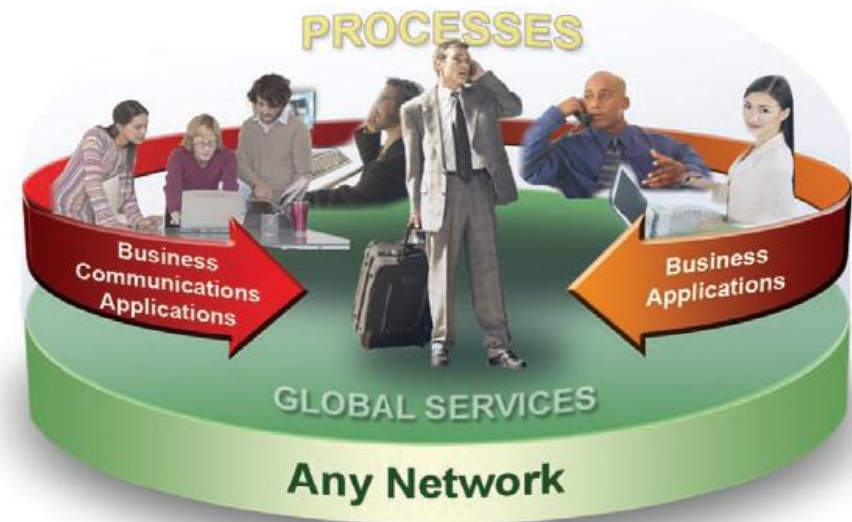 PROCESSES
Business
Communications
Applications
Business
Applications
GLOBAL SERVICES
Any Network